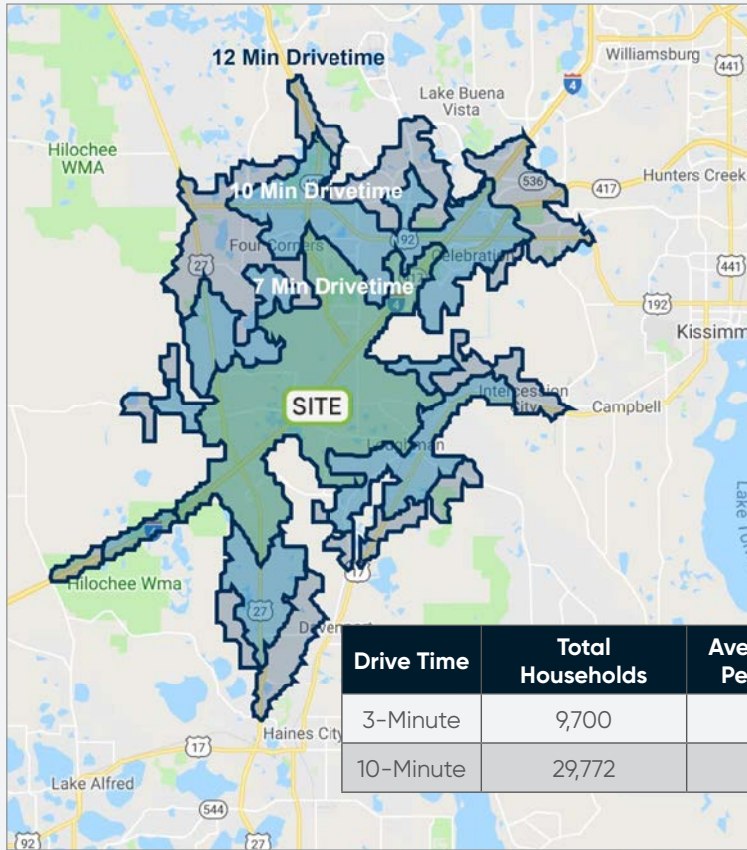 12 Min Drivetime
Williamsburg
441
4
Lake Buena
Vista
Hilochee
WMA
10 Min Drivetime
536
417
Hunters Creek
Four Corners
192
Celebration
27
441
7 Min Drivetime
4
192
Kissimm
SITE
Intercession
City
Campbell
Loughman
Lake To
Hilochee Wma
17
27
Davenport
Drive Time
Total
Households
Ave
Pe
3-Minute
9,700
10-Minute
29,772
Haines City
17
Lake Alfred
544
92
27